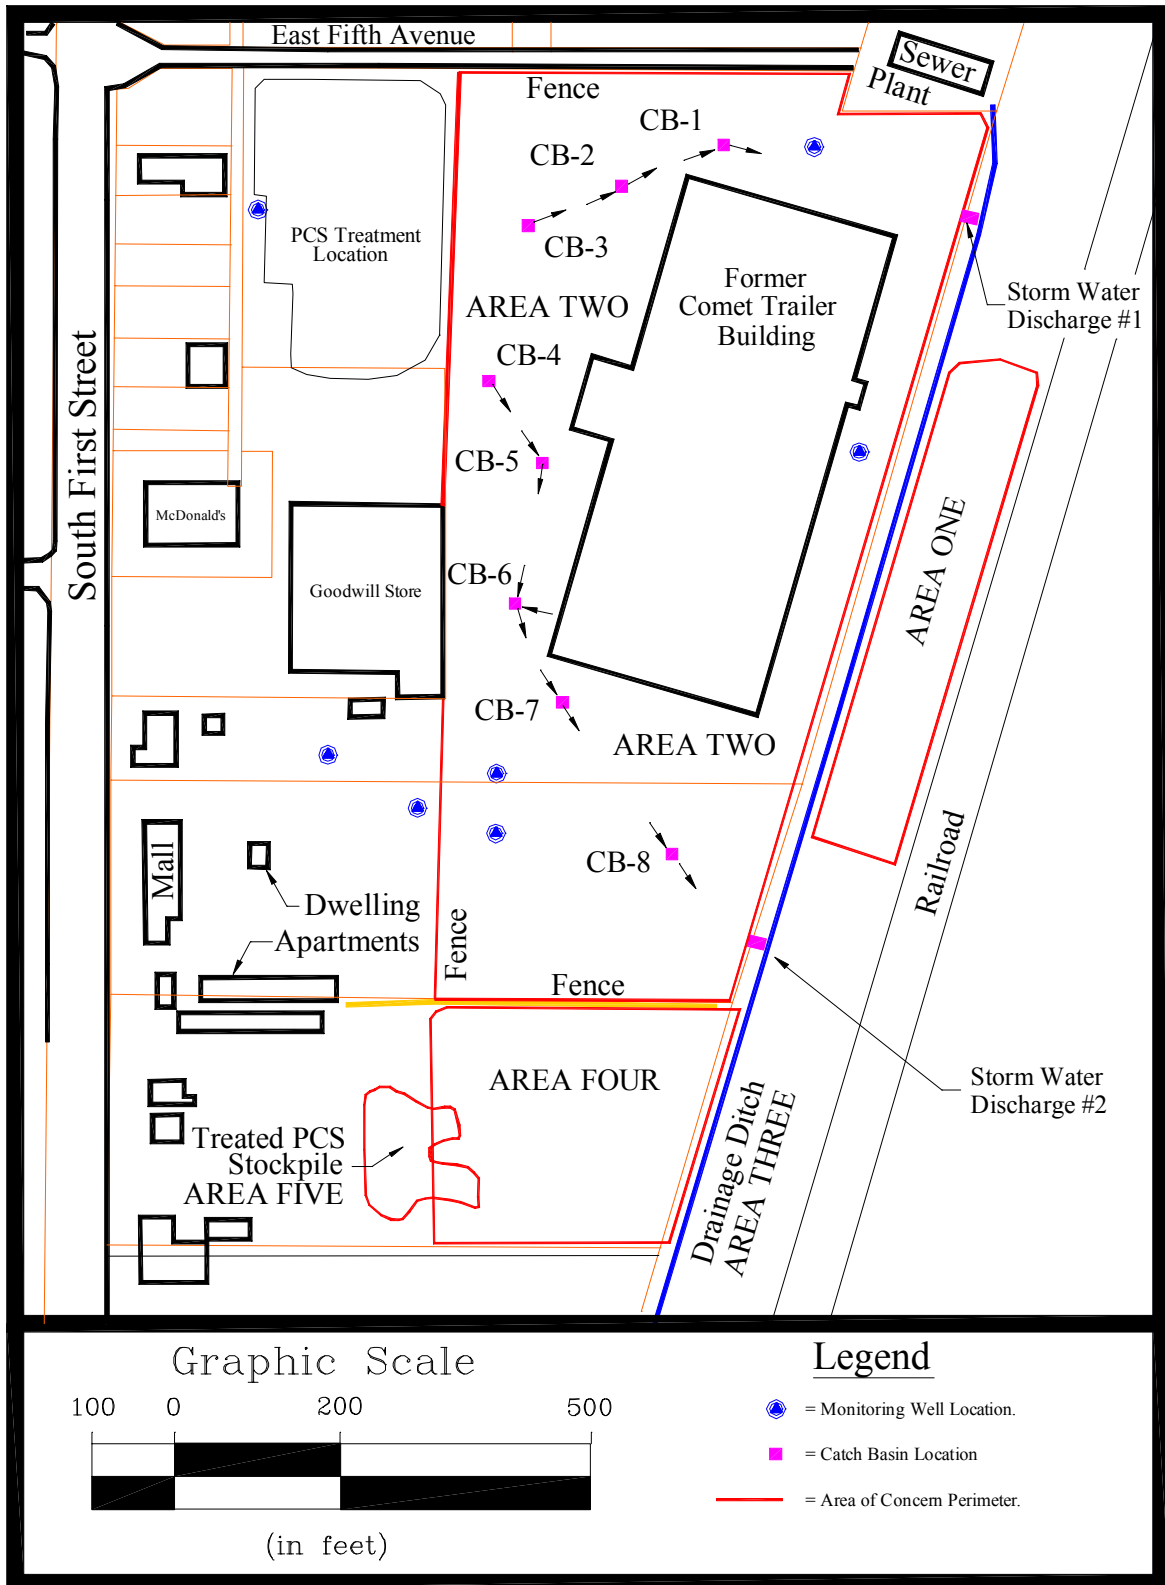 East Fifth Avenue
Sewer
Plant
Fence
CB-1
CB-2
CB-3
PCS Treatment
Location
Former
Comet Trailer
Building
AREA TWO
Storm Water
Discharge #1
CB-4
CB-5
South First Street
McDonald's
Goodwill Store
CB-6
AREA ONE
CB-7
AREA TWO
CB-8
Railroad
Mall
Dwelling
Apartments
Fence
Fence
AREA FOUR
Storm Water
Discharge #2
Treated PCS
Stockpile
AREA FIVE
Drainage Ditch
AREA THREE
Graphic Scale
100 0 200 500
(in feet)
Legend
= Monitoring Well Location.
= Catch Basin Location
= Area of Concern Perimeter.